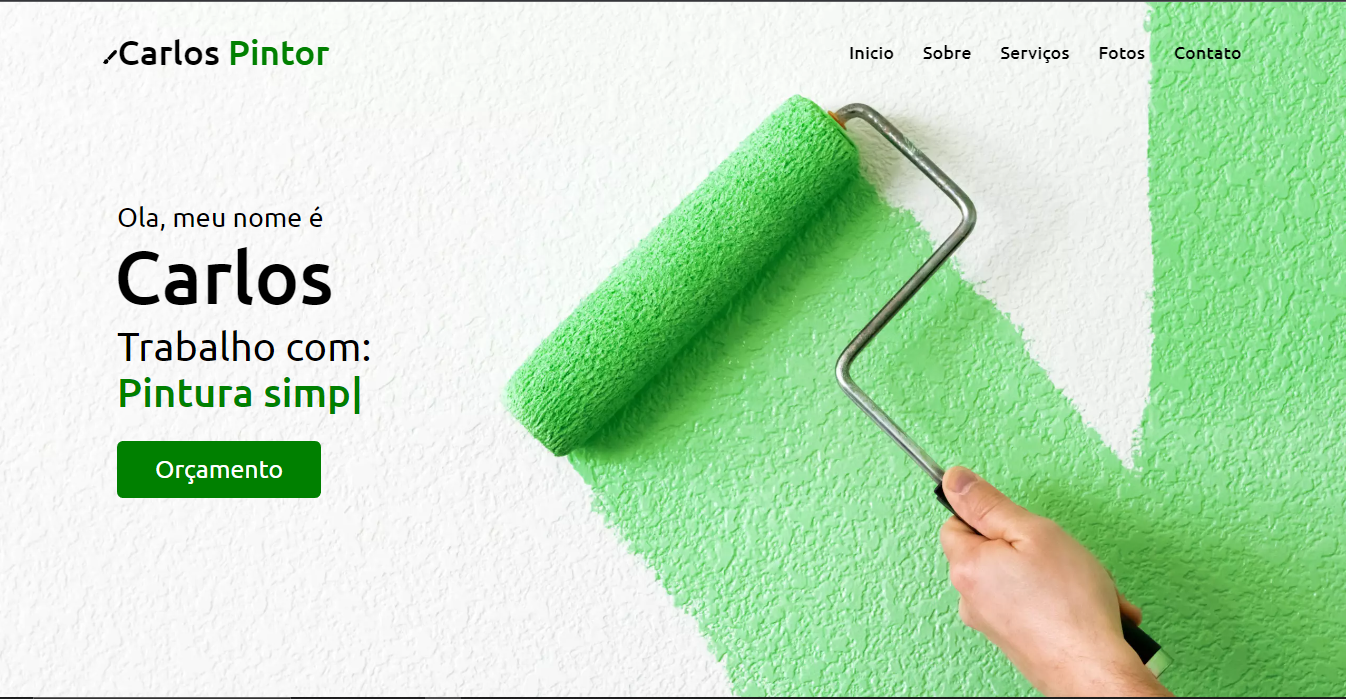 Carlos Pintor
Inicio Sobre Serviços Fotos Contato
Ola, meu nome é
Carlos
Trabalho com:
Pintura simp|
Orçamento